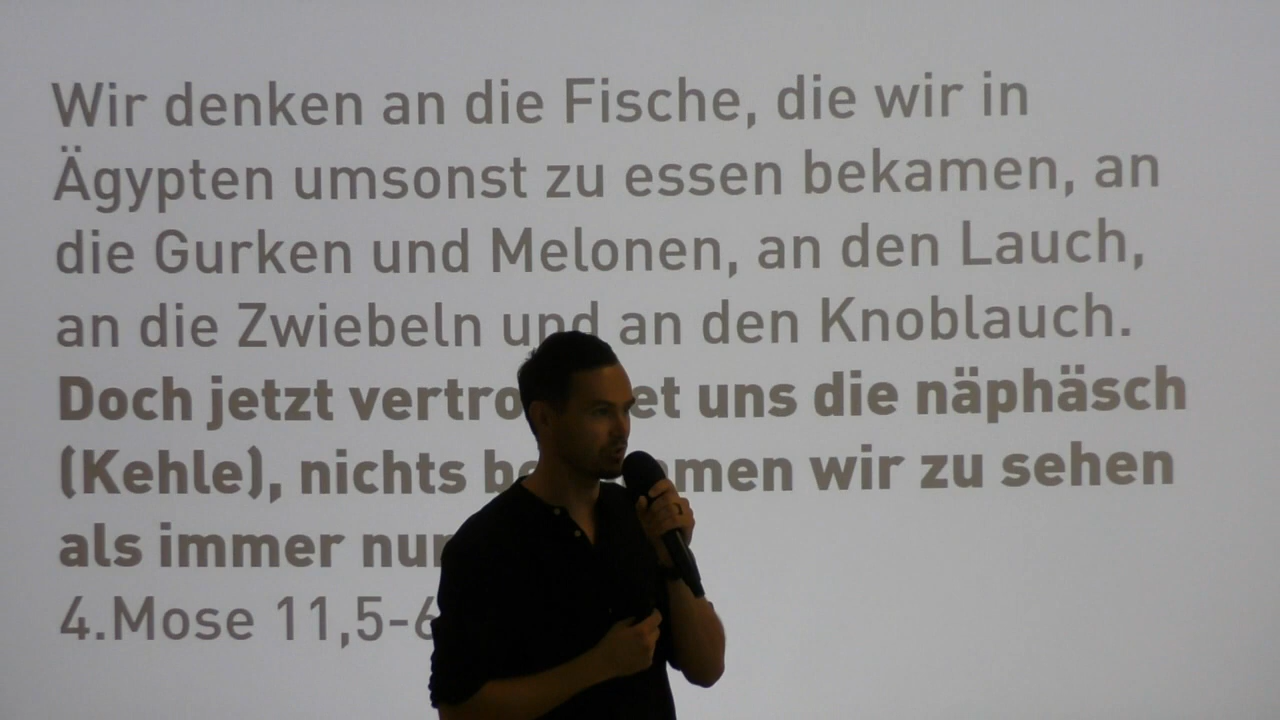 Wir denken an die Fische, die wir in
Ägypten umsonst zu essen bekamen, an
die Gurken und Melonen, an den Lauch,
an die Zwiebeln und an den Knoblauch.
Doch jetzt uns die näphäsch
(Kehle), nichts wir zu sehen
als immer nur
4.Mose 11,5-6